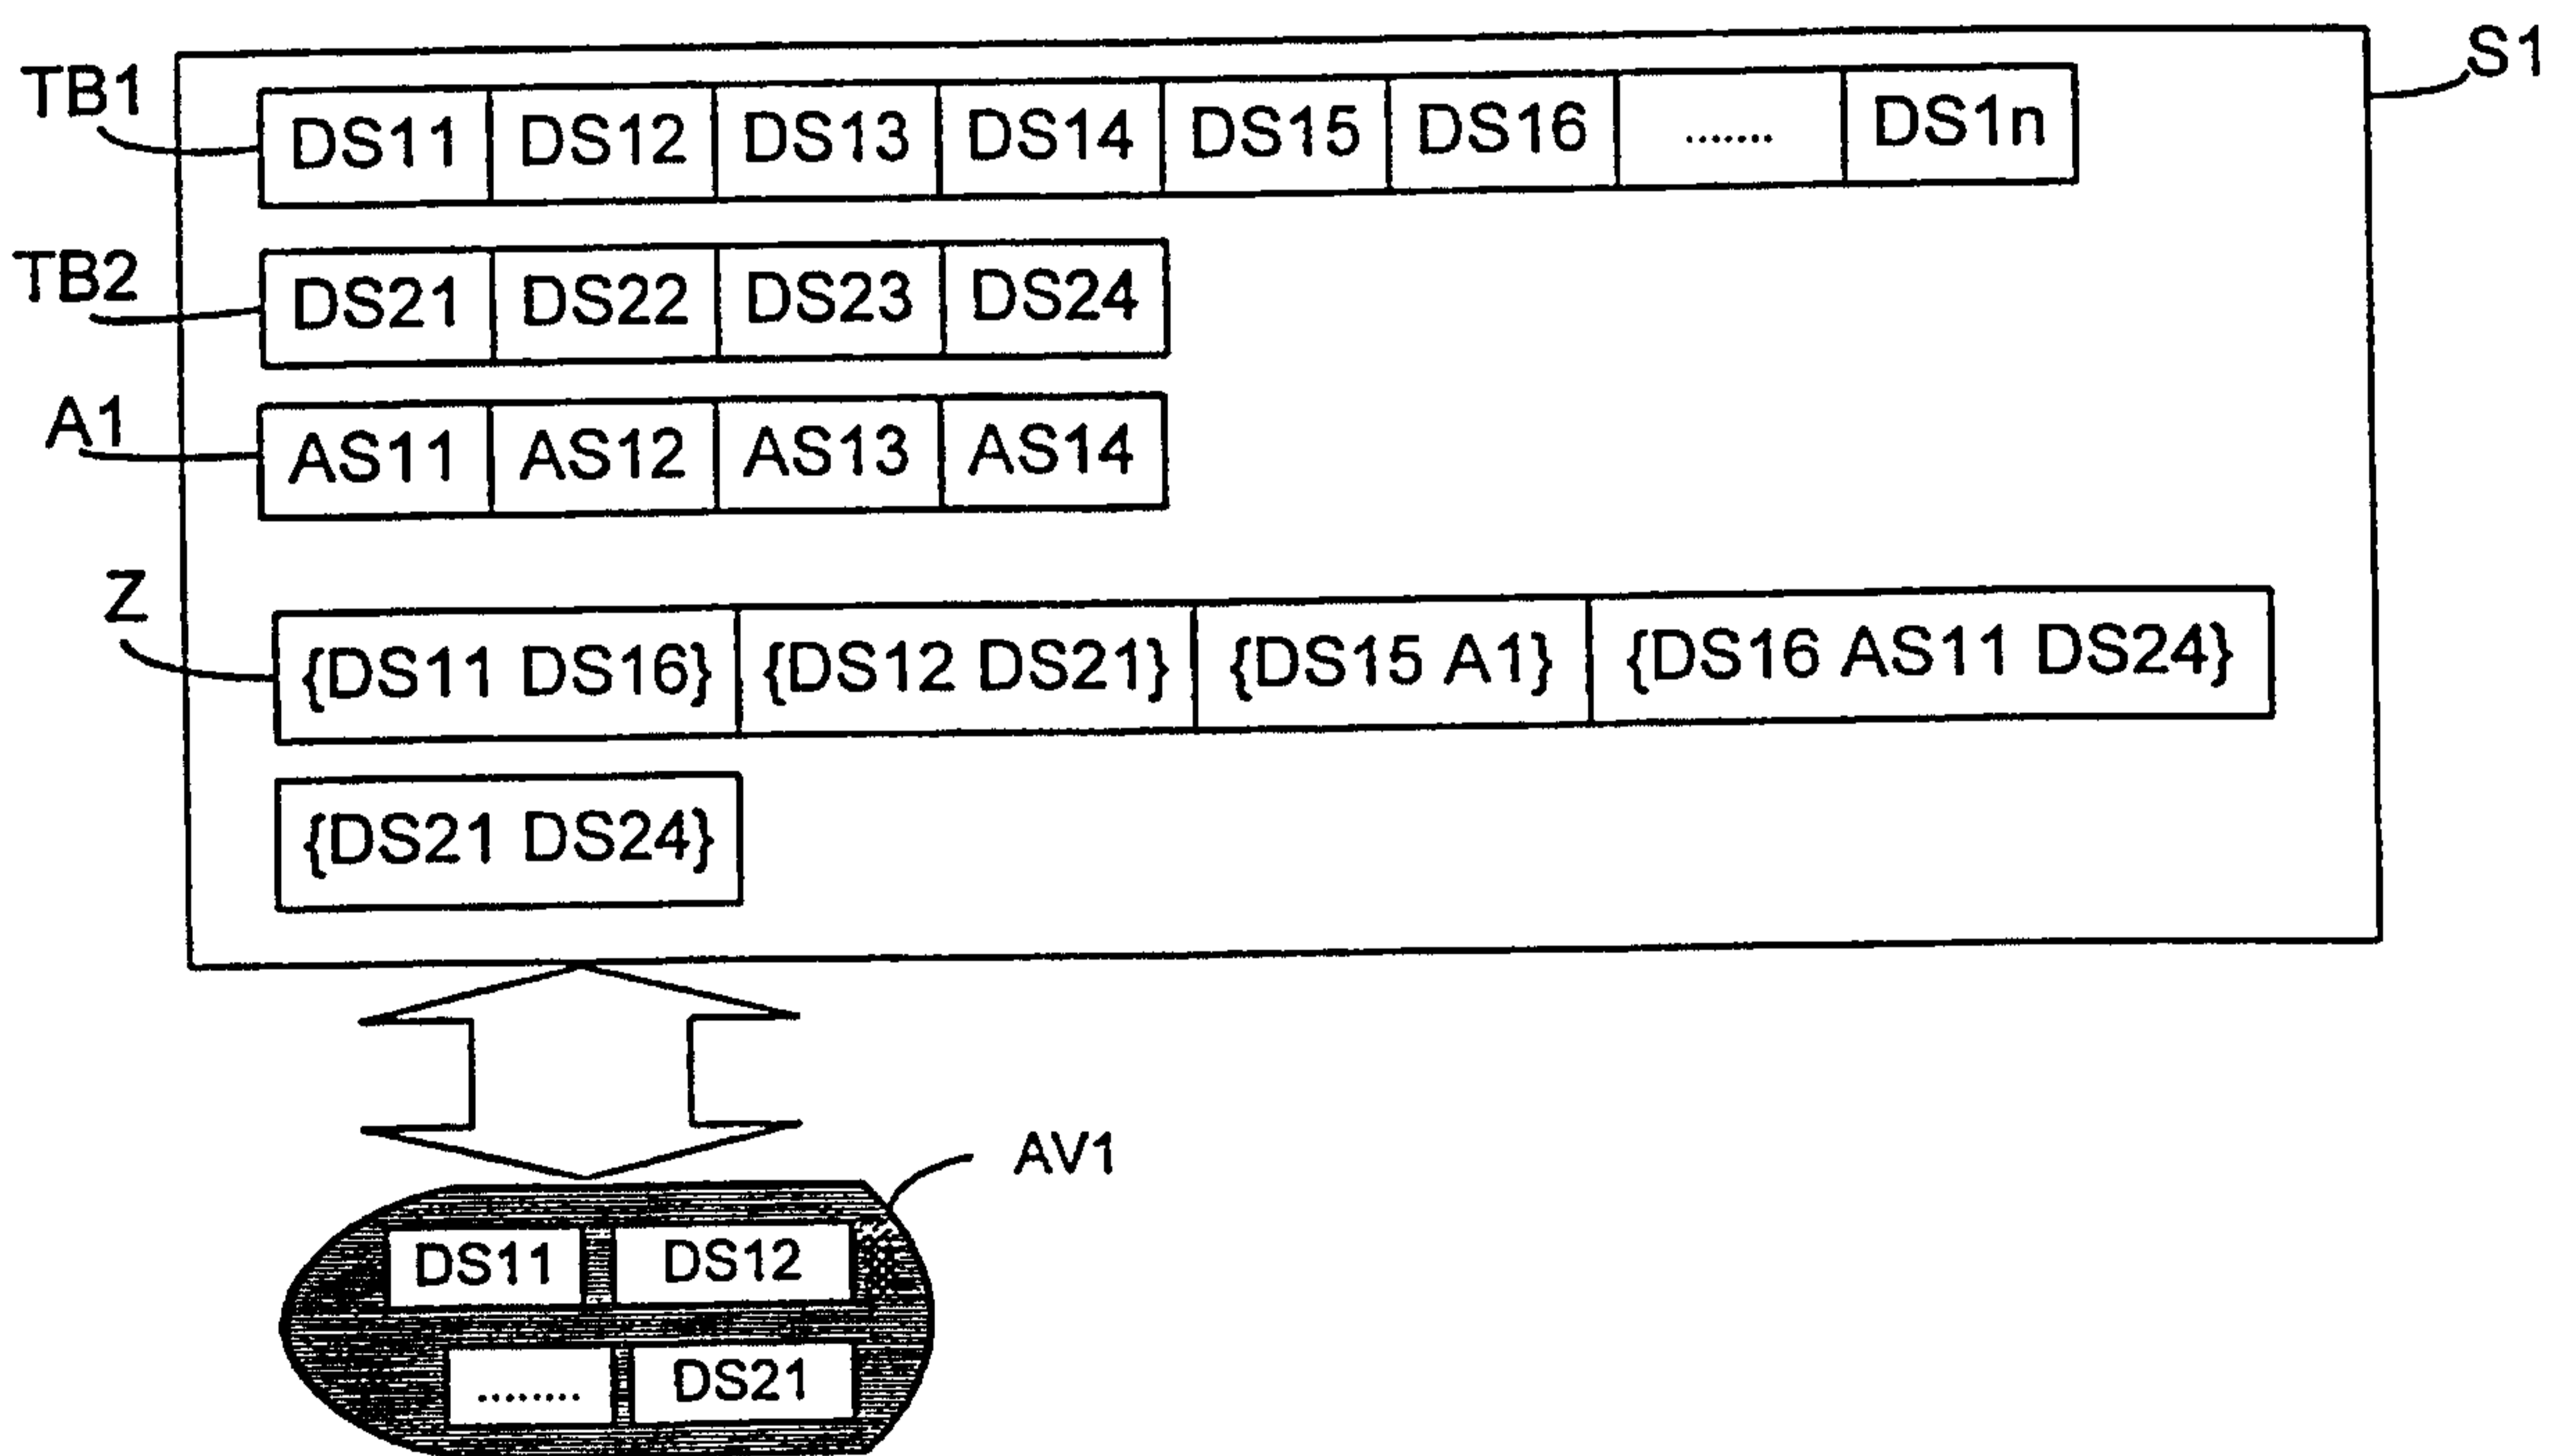 S1
TB1 DS11 DS12 DS13 DS14 DS15 DS16 ....... DS1n
TB2 DS21 DS22 DS23 DS24
A1 AS11 AS12 AS13 AS14
Z {DS11 DS16} {DS12 DS21} {DS15 A1} {DS16 AS11 DS24}
{DS21 DS24}
AV1
DS11 DS12
........ DS21